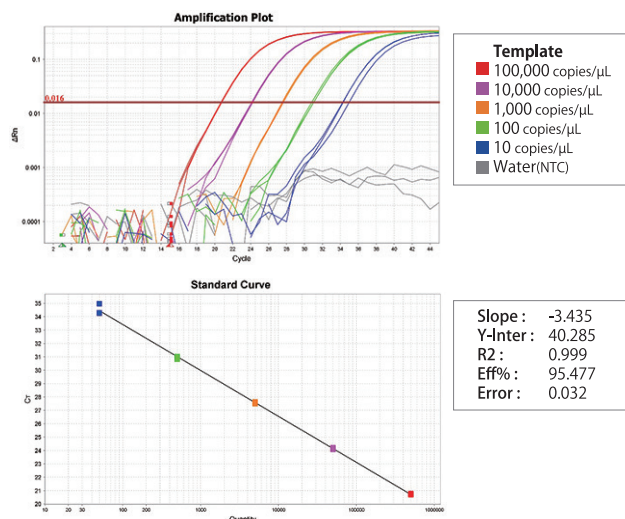 Amplification Plot
0.1
0.016
0.01
0.001
0.0001
ΔRn
2 4 6 8 10 12 14 16 18 20 22 24 26 28 30 32 34 36 38 40 42 44
Cycle
Template
100,000 copies/µL
10,000 copies/µL
1,000 copies/µL
100 copies/µL
10 copies/µL
Water(NTC)
Standard Curve
35
34
33
32
31
30
29
28
27
26
25
24
23
22
21
20
CT
10 20 30 100 200 1000 10000 100000 1000000
Quantity
Slope : -3.435
Y-Inter : 40.285
R2 : 0.999
Eff% : 95.477
Error : 0.032